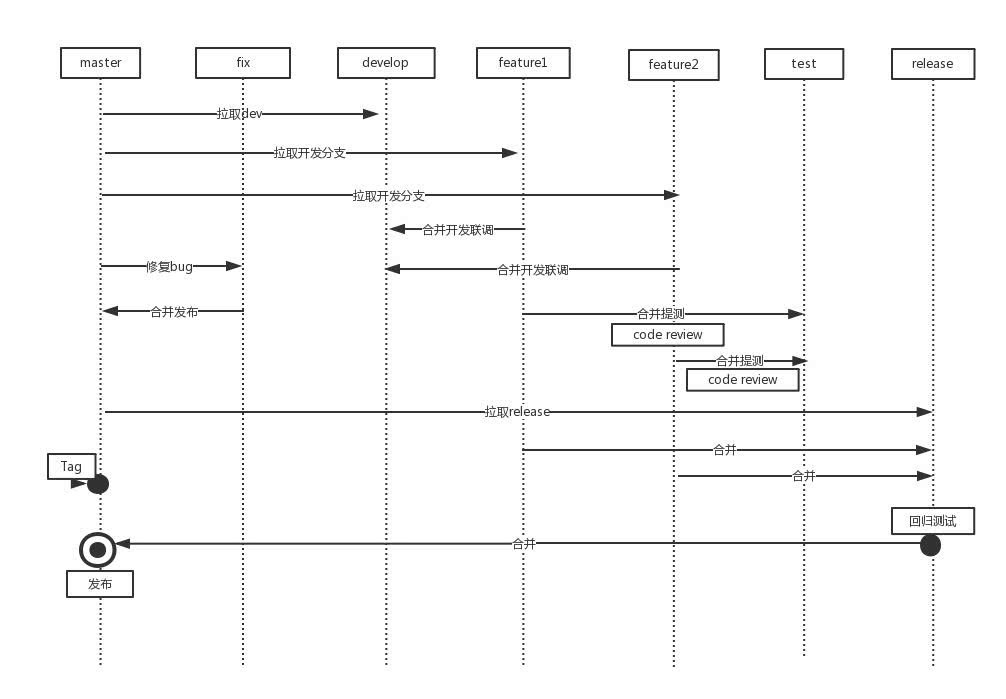 master
fix
develop
feature1
feature2
test
release
拉取dev
拉取开发分支
拉取开发分支
合并开发联调
修复bug
合并开发联调
合并发布
合并提测
code review
合并提测
code review
拉取release
合并
Tag
合并
回归测试
合并
发布